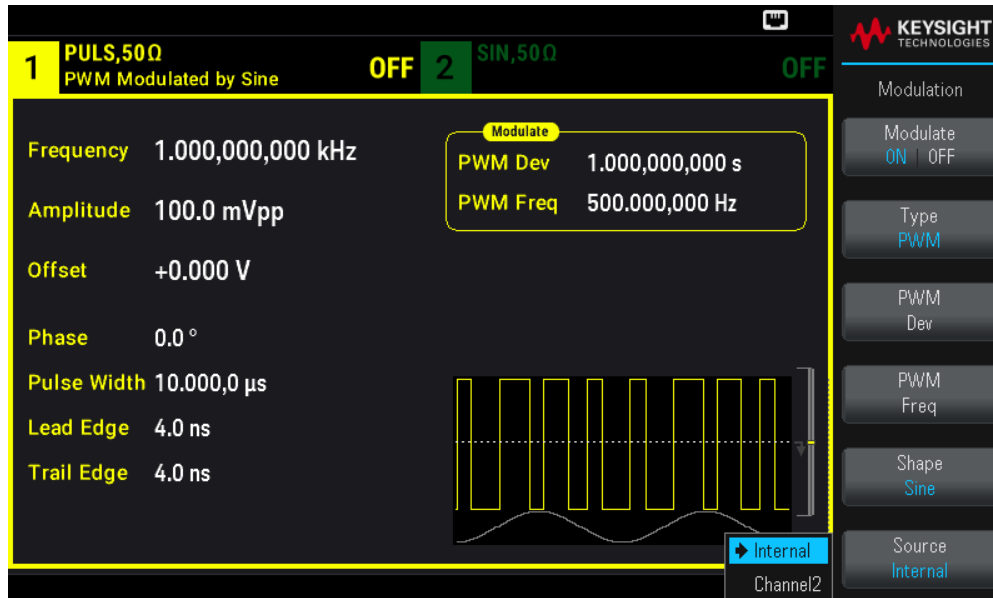 KEYSIGHT
TECHNOLOGIES
1 PULS,50Ω OFF 2 SIN,50Ω OFF
PWM Modulated by Sine
Modulation
Frequency 1.000,000,000 kHz
Amplitude 100.0 mVpp
Offset +0.000 V
Phase 0.0 °
Pulse Width 10.000,0 µs
Lead Edge 4.0 ns
Trail Edge 4.0 ns
Modulate
PWM Dev 1.000,000,000 s
PWM Freq 500.000,000 Hz
Internal
Channel2
Modulate
ON | OFF
Type
PWM
PWM
Dev
PWM
Freq
Shape
Sine
Source
Internal